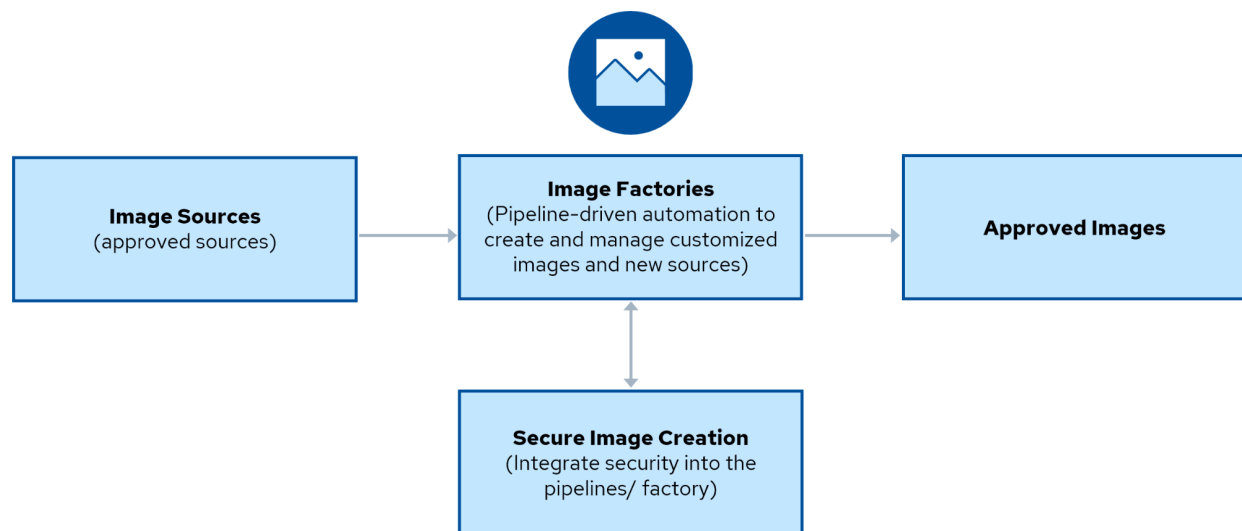 Image Sources
(approved sources)
Image Factories
(Pipeline-driven automation to
create and manage customized
images and new sources)
Approved Images
Secure Image Creation
(Integrate security into the
pipelines/ factory)